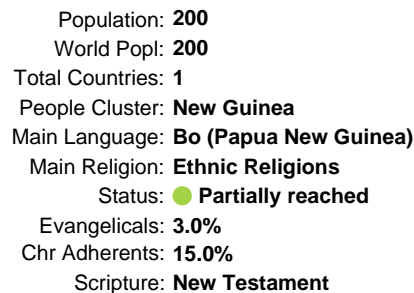 Population: 200
World Popl: 200
Total Countries: 1
People Cluster: New Guinea
Main Language: Bo (Papua New Guinea)
Main Religion: Ethnic Religions
Status: Partially reached
Evangelicals: 3.0%
Chr Adherents: 15.0%
Scripture: New Testament